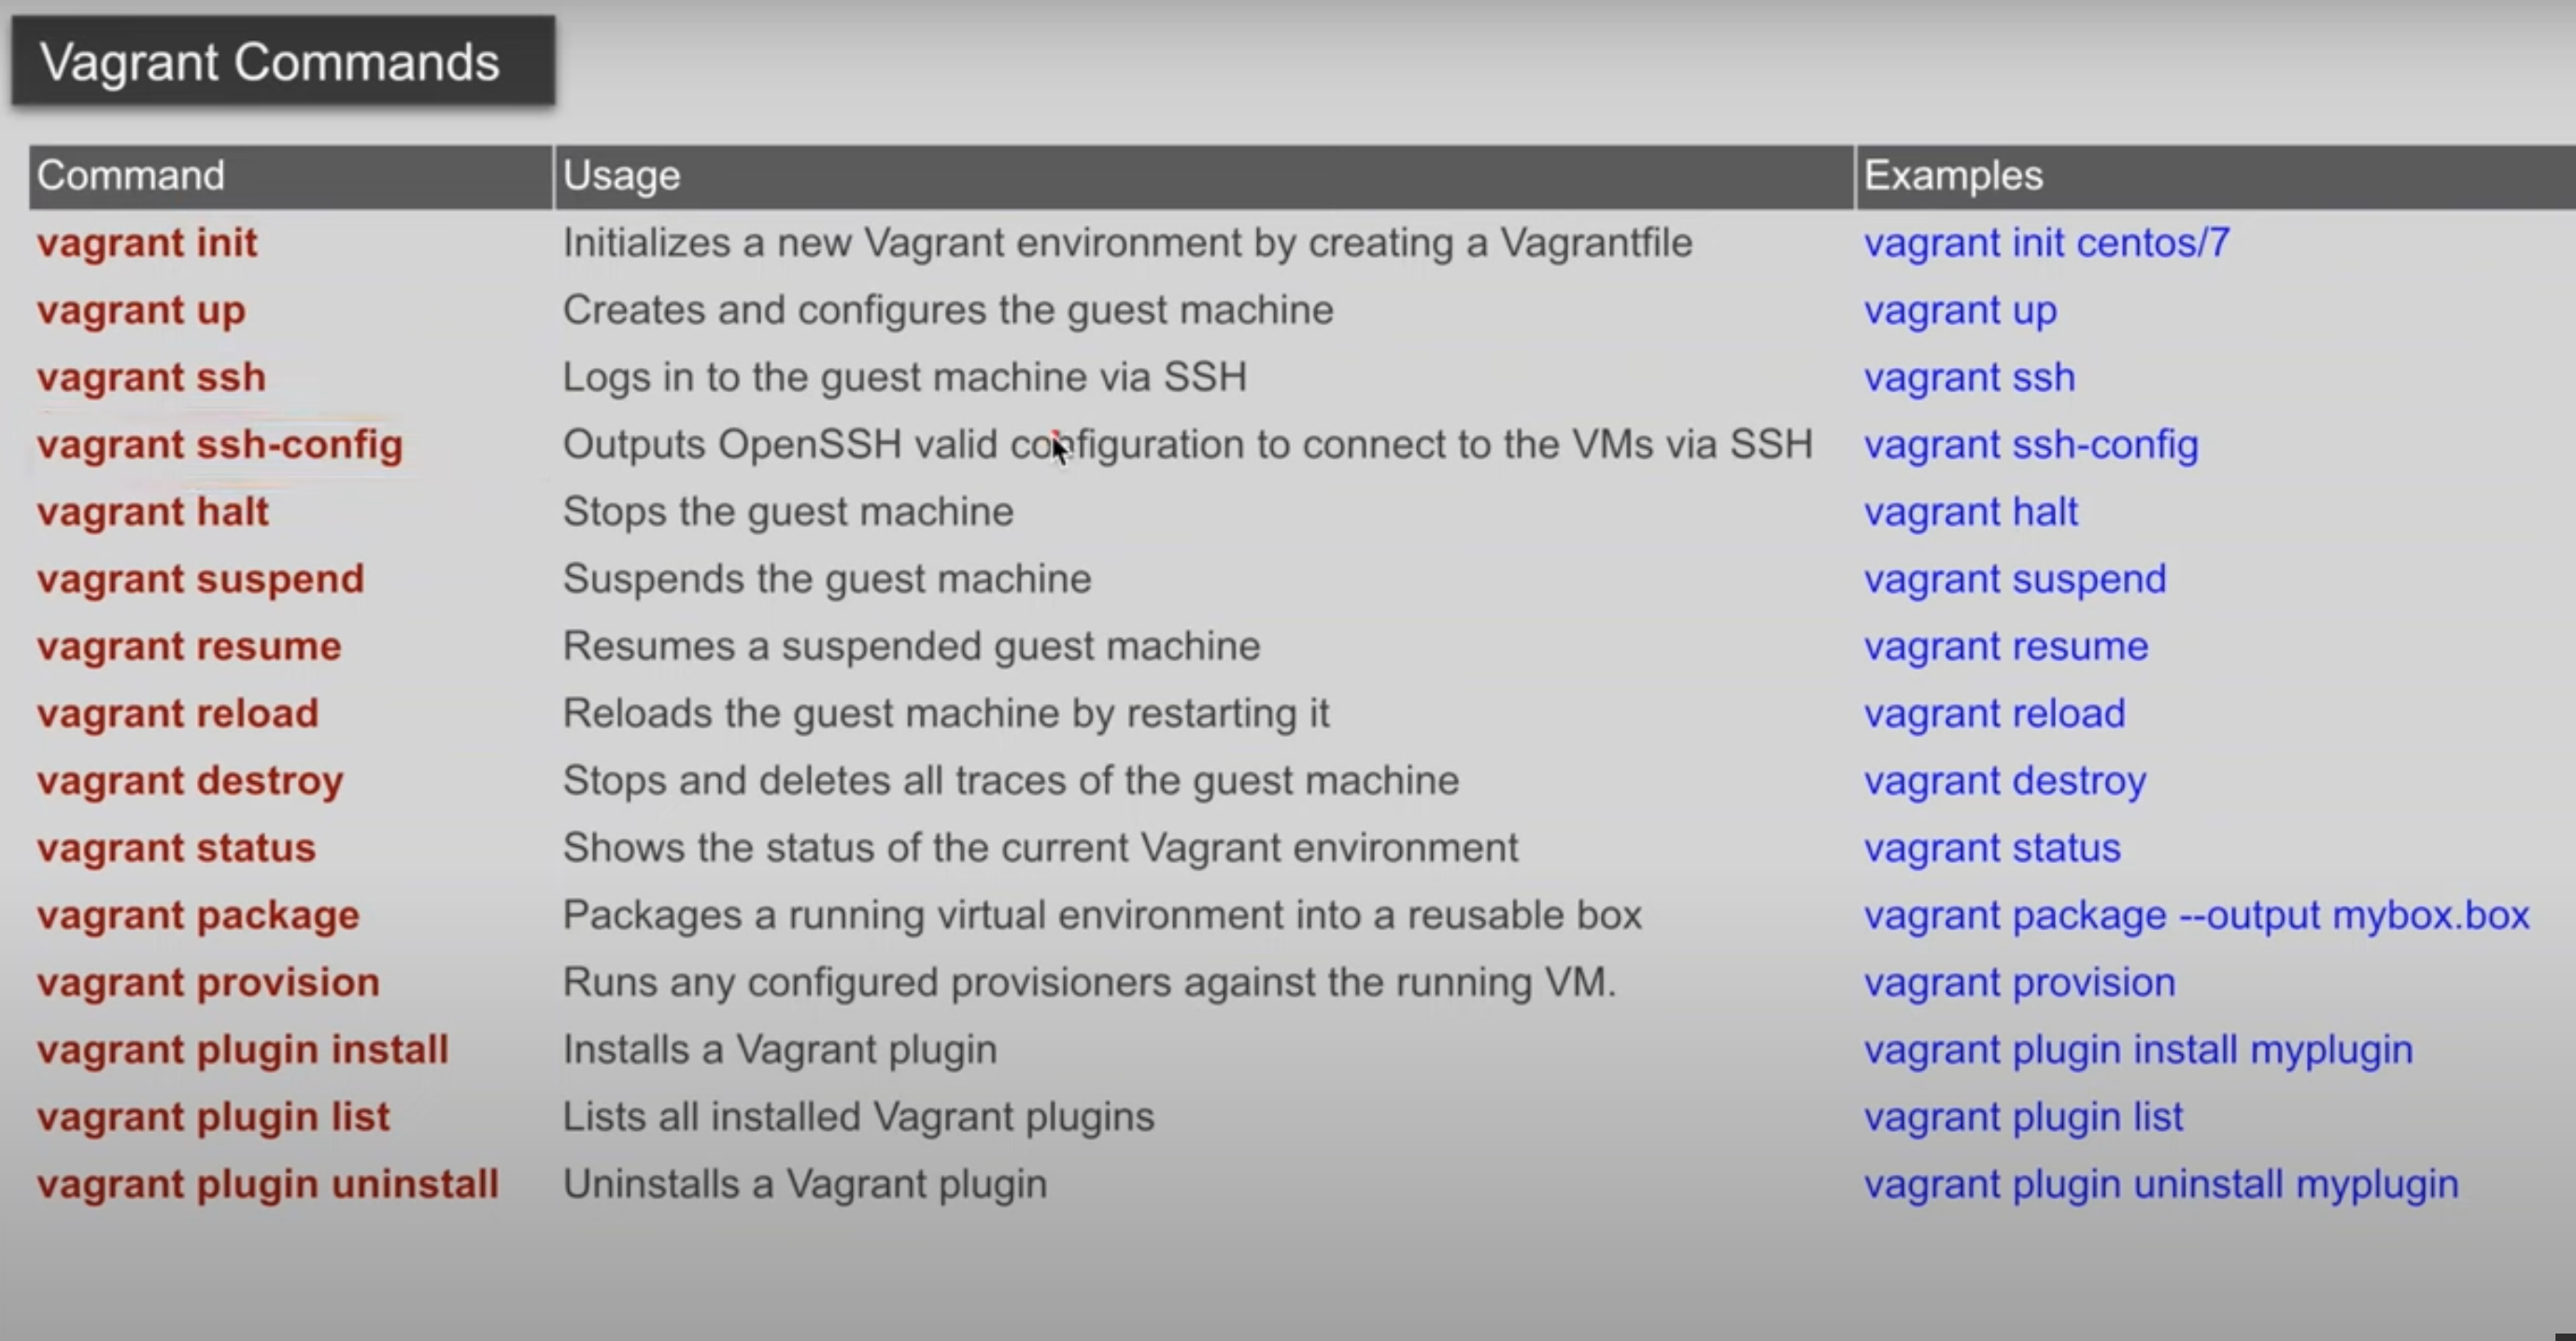 Vagrant Commands
Command Usage Examples
vagrant init Initializes a new Vagrant environment by creating a Vagrantfile vagrant init centos/7
vagrant up Creates and configures the guest machine vagrant up
vagrant ssh Logs in to the guest machine via SSH vagrant ssh
vagrant ssh-config Outputs OpenSSH valid configuration to connect to the VMs via SSH vagrant ssh-config
vagrant halt Stops the guest machine vagrant halt
vagrant suspend Suspends the guest machine vagrant suspend
vagrant resume Resumes a suspended guest machine vagrant resume
vagrant reload Reloads the guest machine by restarting it vagrant reload
vagrant destroy Stops and deletes all traces of the guest machine vagrant destroy
vagrant status Shows the status of the current Vagrant environment vagrant status
vagrant package Packages a running virtual environment into a reusable box vagrant package --output mybox.box
vagrant provision Runs any configured provisioners against the running VM. vagrant provision
vagrant plugin install Installs a Vagrant plugin vagrant plugin install myplugin
vagrant plugin list Lists all installed Vagrant plugins vagrant plugin list
vagrant plugin uninstall Uninstalls a Vagrant plugin vagrant plugin uninstall myplugin